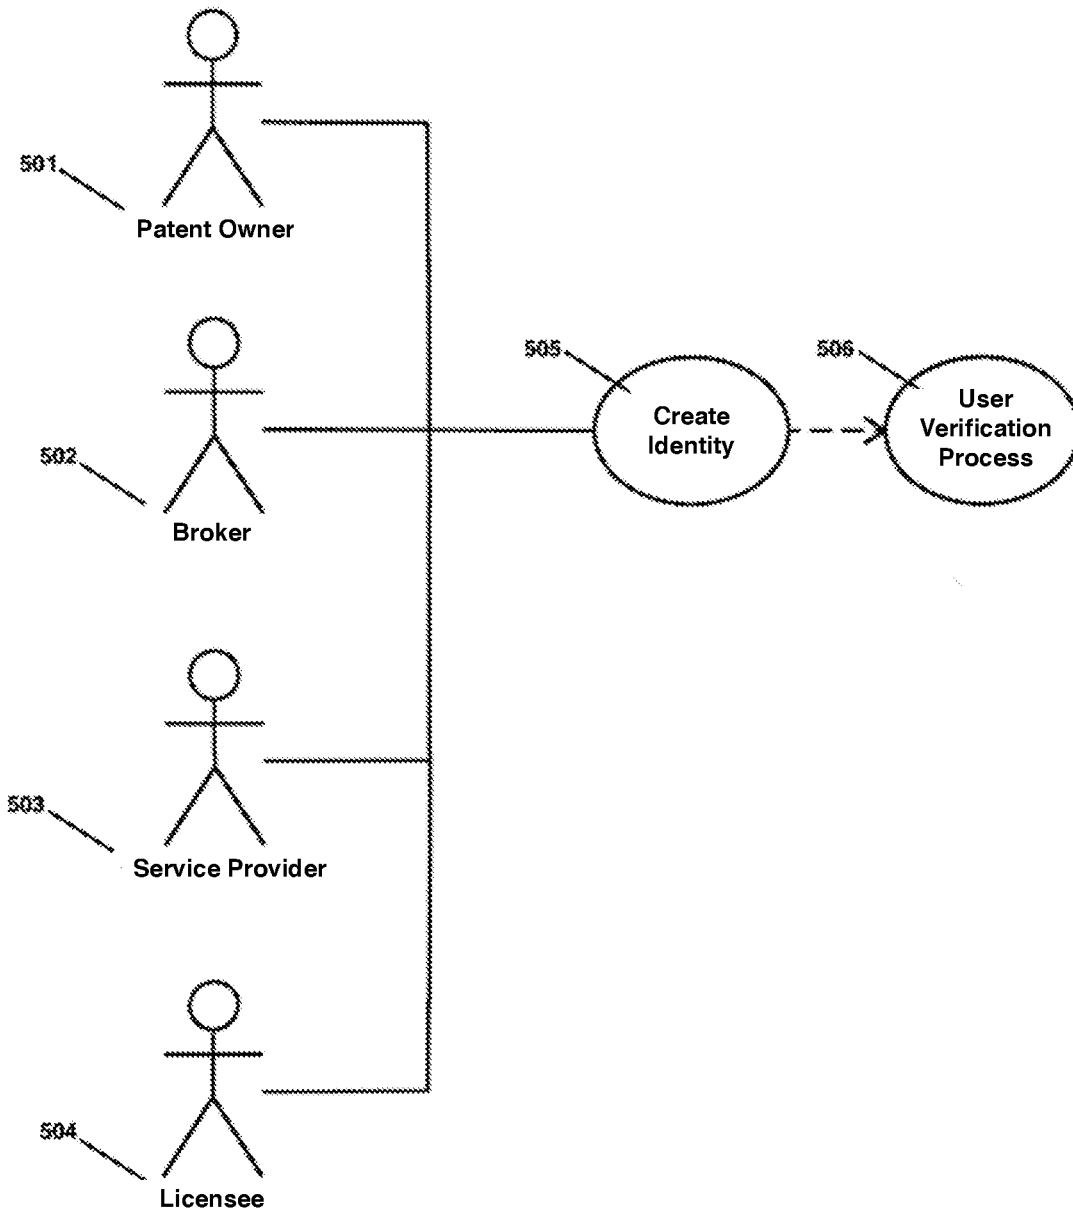 501
Patent Owner
502
Broker
503
Service Provider
504
Licensee
505
Create
Identity
506
User
Verification
Process